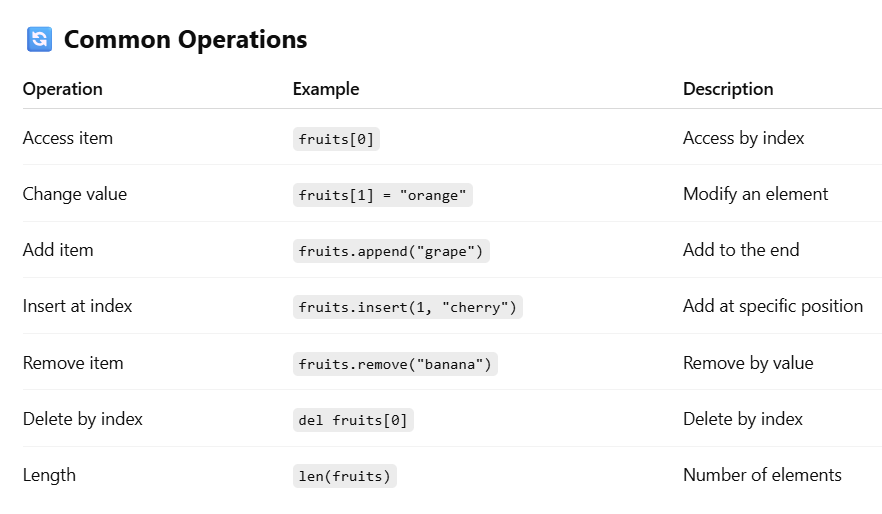 🔄 Common Operations
Operation Example Description
Access item fruits[0] Access by index
Change value fruits[1] = "orange" Modify an element
Add item fruits.append("grape") Add to the end
Insert at index fruits.insert(1, "cherry") Add at specific position
Remove item fruits.remove("banana") Remove by value
Delete by index del fruits[0] Delete by index
Length len(fruits) Number of elements